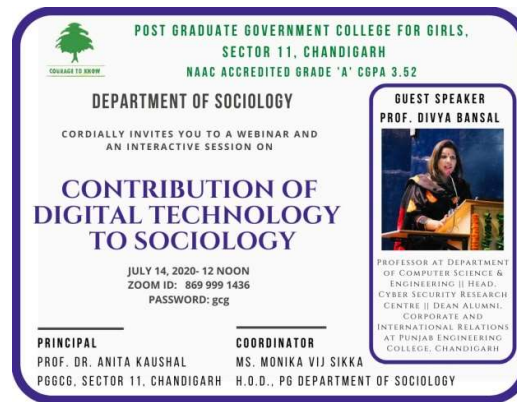 POST GRADUATE GOVERNMENT COLLEGE FOR GIRLS,
SECTOR 11, CHANDIGARH
NAAC ACCREDITED GRADE 'A' CGPA 3.52
COURAGE TO KNOW
DEPARTMENT OF SOCIOLOGY
CORDIALLY INVITES YOU TO A WEBINAR AND
AN INTERACTIVE SESSION ON
CONTRIBUTION OF
DIGITAL TECHNOLOGY
TO SOCIOLOGY
JULY 14, 2020- 12 NOON
ZOOM ID: 869 999 1436
PASSWORD: gcg
GUEST SPEAKER
PROF. DIVYA BANSAL
PROFESSOR AT DEPARTMENT
OF COMPUTER SCIENCE &
ENGINEERING || HEAD,
CYBER SECURITY RESEARCH
CENTRE || DEAN ALUMNI,
CORPORATE AND
INTERNATIONAL RELATIONS
AT PUNJAB ENGINEERING
COLLEGE, CHANDIGARH
PRINCIPAL
PROF. DR. ANITA KAUSHAL
PGGCG, SECTOR 11, CHANDIGARH
COORDINATOR
MS. MONIKA VIJ SIKKA
H.O.D., PG DEPARTMENT OF SOCIOLOGY